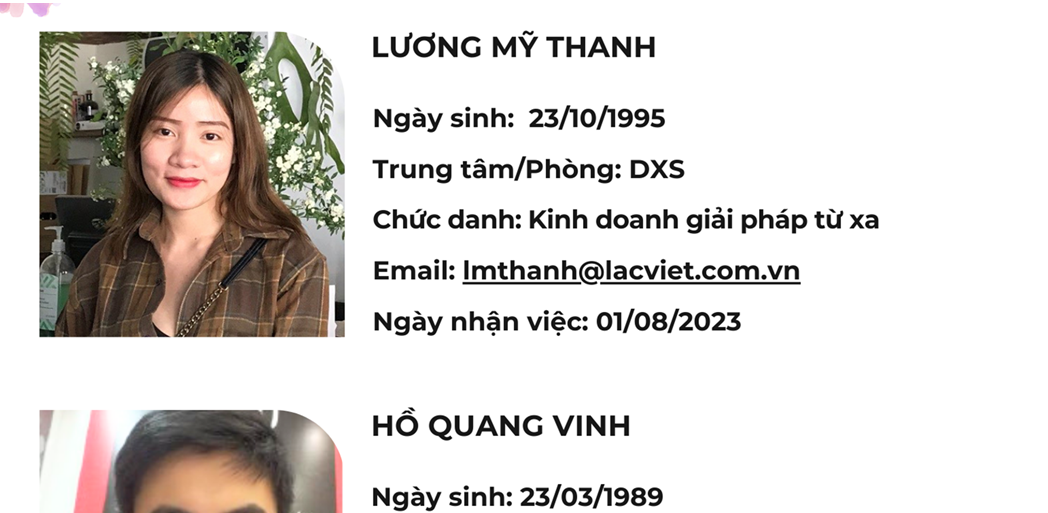 LƯƠNG MỸ THANH
Ngày sinh:  23/10/1995
Trung tâm/Phòng: DXS
Chức danh: Kinh doanh giải pháp từ xa
Email: lmthanh@lacviet.com.vn
Ngày nhận việc: 01/08/2023
HỒ QUANG VINH
Ngày sinh: 23/03/1989